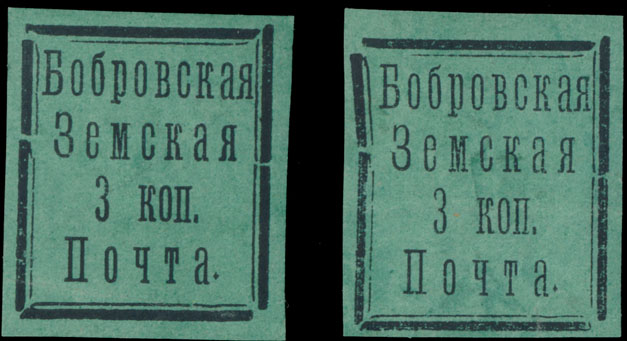 Бобровская
Земская
3 коп.
Почта.
Бобровская
Земская
3 коп.
Почта.